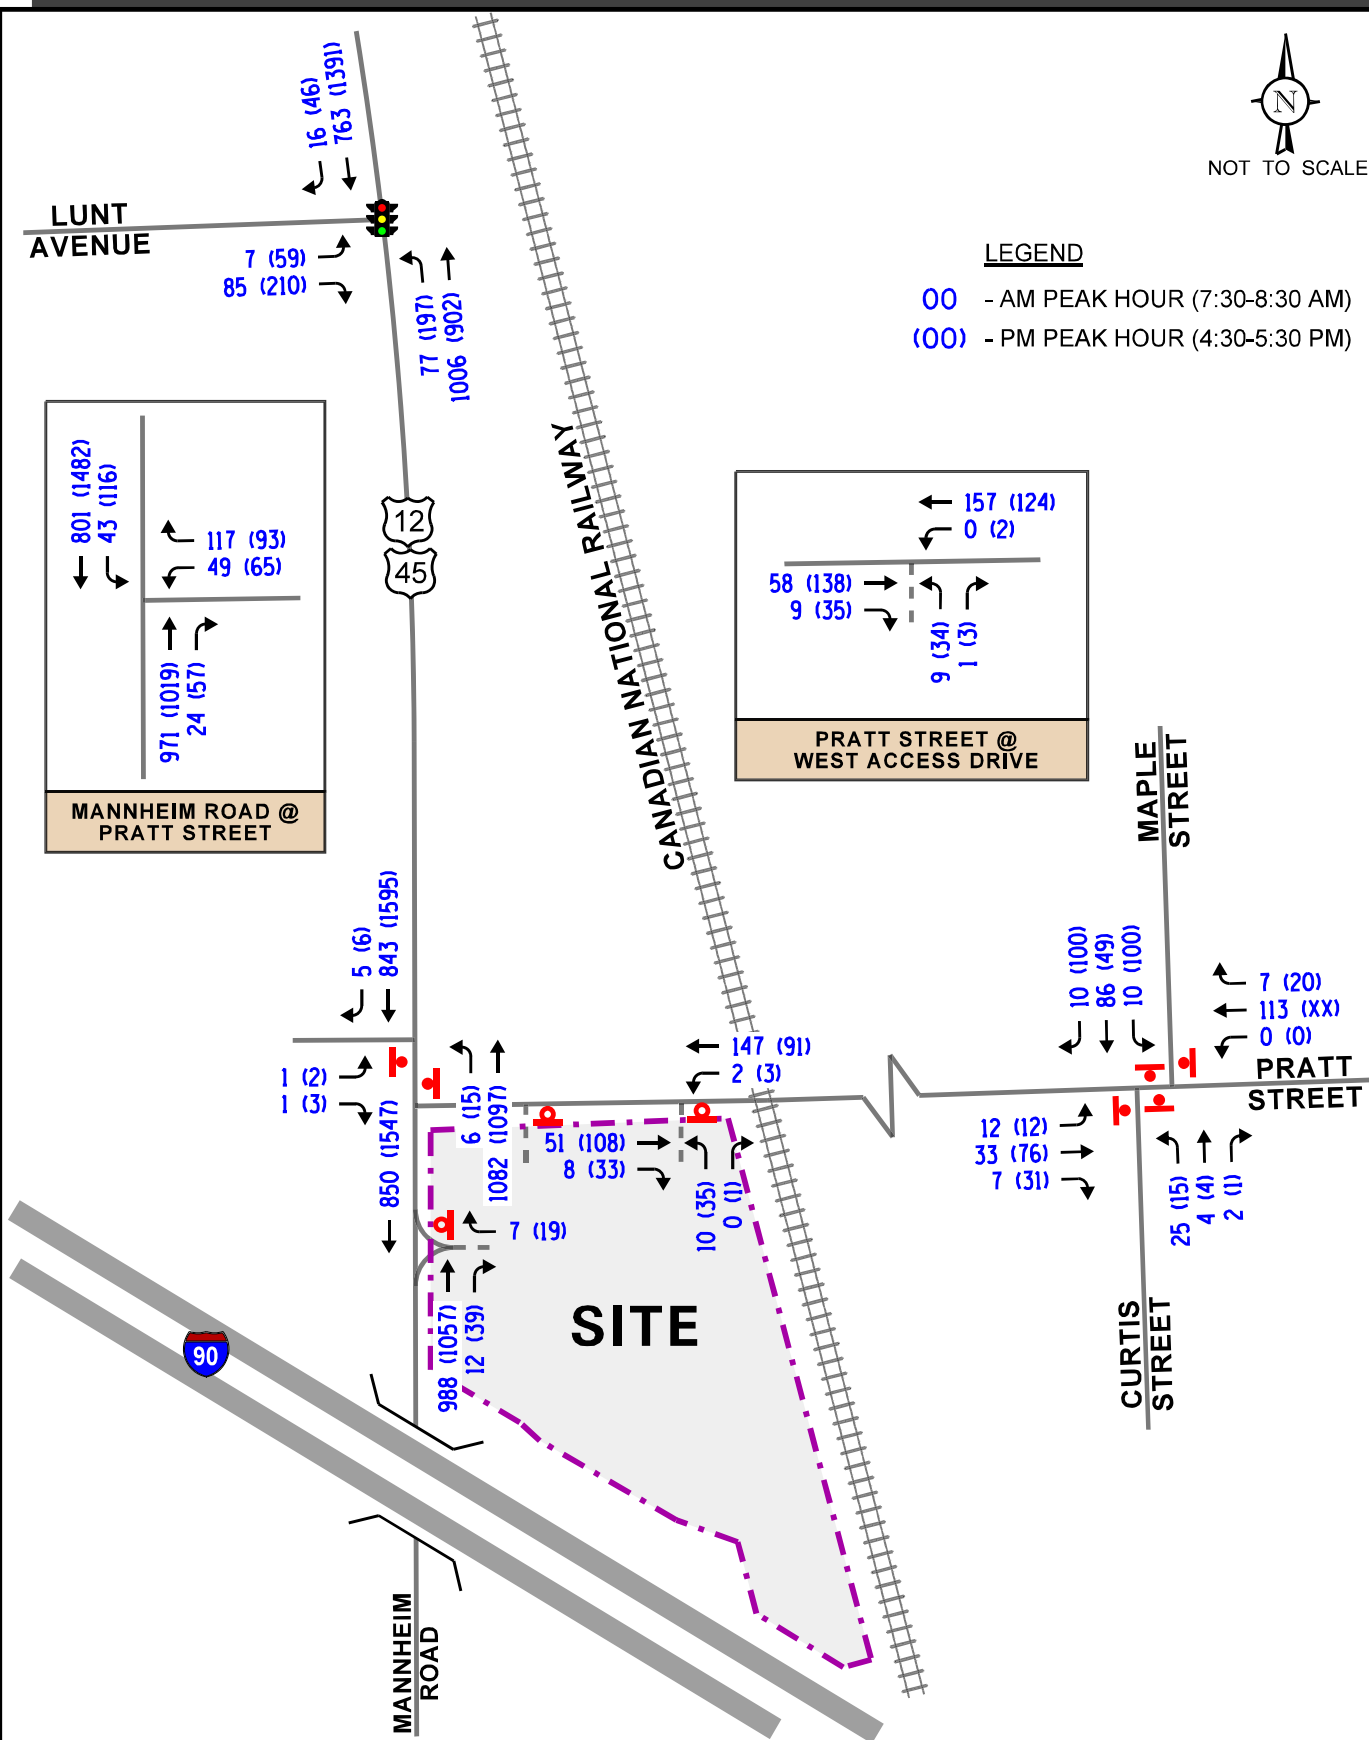 16 (46)
763 (1391)
N
NOT TO SCALE
LUNT
AVENUE
7 (59)
85 (210)
77 (197)
1006 (902)
LEGEND
00 - AM PEAK HOUR (7:30-8:30 AM)
(00) - PM PEAK HOUR (4:30-5:30 PM)
801 (1482)
43 (116)
117 (93)
49 (65)
971 (1019)
24 (57)
MANNHEIM ROAD @
PRATT STREET
12
45
CANADIAN NATIONAL RAILWAY
157 (124)
0 (2)
58 (138)
9 (35)
9 (34)
1 (3)
PRATT STREET @
WEST ACCESS DRIVE
MAPLE
STREET
5 (6)
843 (1595)
1 (2)
1 (3)
850 (1547)
6 (15)
1082 (1097)
147 (91)
2 (3)
51 (108)
8 (33)
10 (35)
0 (1)
7 (19)
988 (1057)
12 (39)
SITE
10 (100)
86 (49)
10 (100)
7 (20)
113 (XX)
0 (0)
PRATT
STREET
12 (12)
33 (76)
7 (31)
25 (15)
4 (4)
2 (1)
CURTIS
STREET
90
MANNHEIM
ROAD